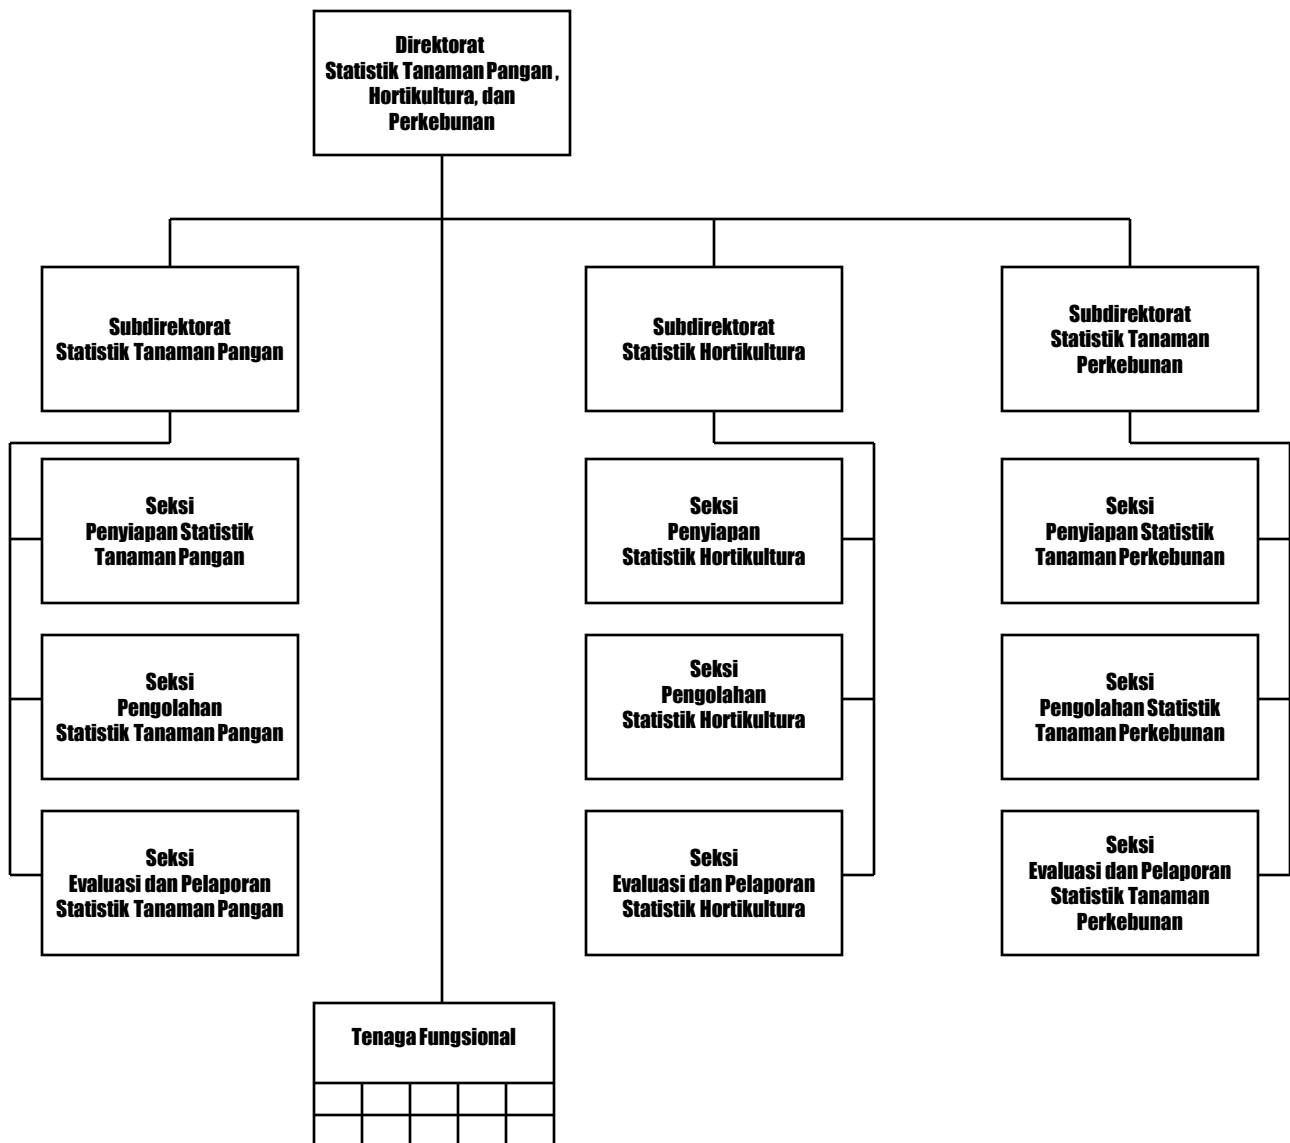 Direktorat
Statistik Tanaman Pangan ,
Hortikultura, dan
Perkebunan
Subdirektorat
Statistik Tanaman Pangan
Subdirektorat
Statistik Hortikultura
Subdirektorat
Statistik Tanaman
Perkebunan
Seksi
Penyiapan Statistik
Tanaman Pangan
Seksi
Penyiapan
Statistik Hortikultura
Seksi
Penyiapan Statistik
Tanaman Perkebunan
Seksi
Pengolahan
Statistik Tanaman Pangan
Seksi
Pengolahan
Statistik Hortikultura
Seksi
Pengolahan Statistik
Tanaman Perkebunan
Seksi
Evaluasi dan Pelaporan
Statistik Tanaman Pangan
Seksi
Evaluasi dan Pelaporan
Statistik Hortikultura
Seksi
Evaluasi dan Pelaporan
Statistik Tanaman
Perkebunan
Tenaga Fungsional